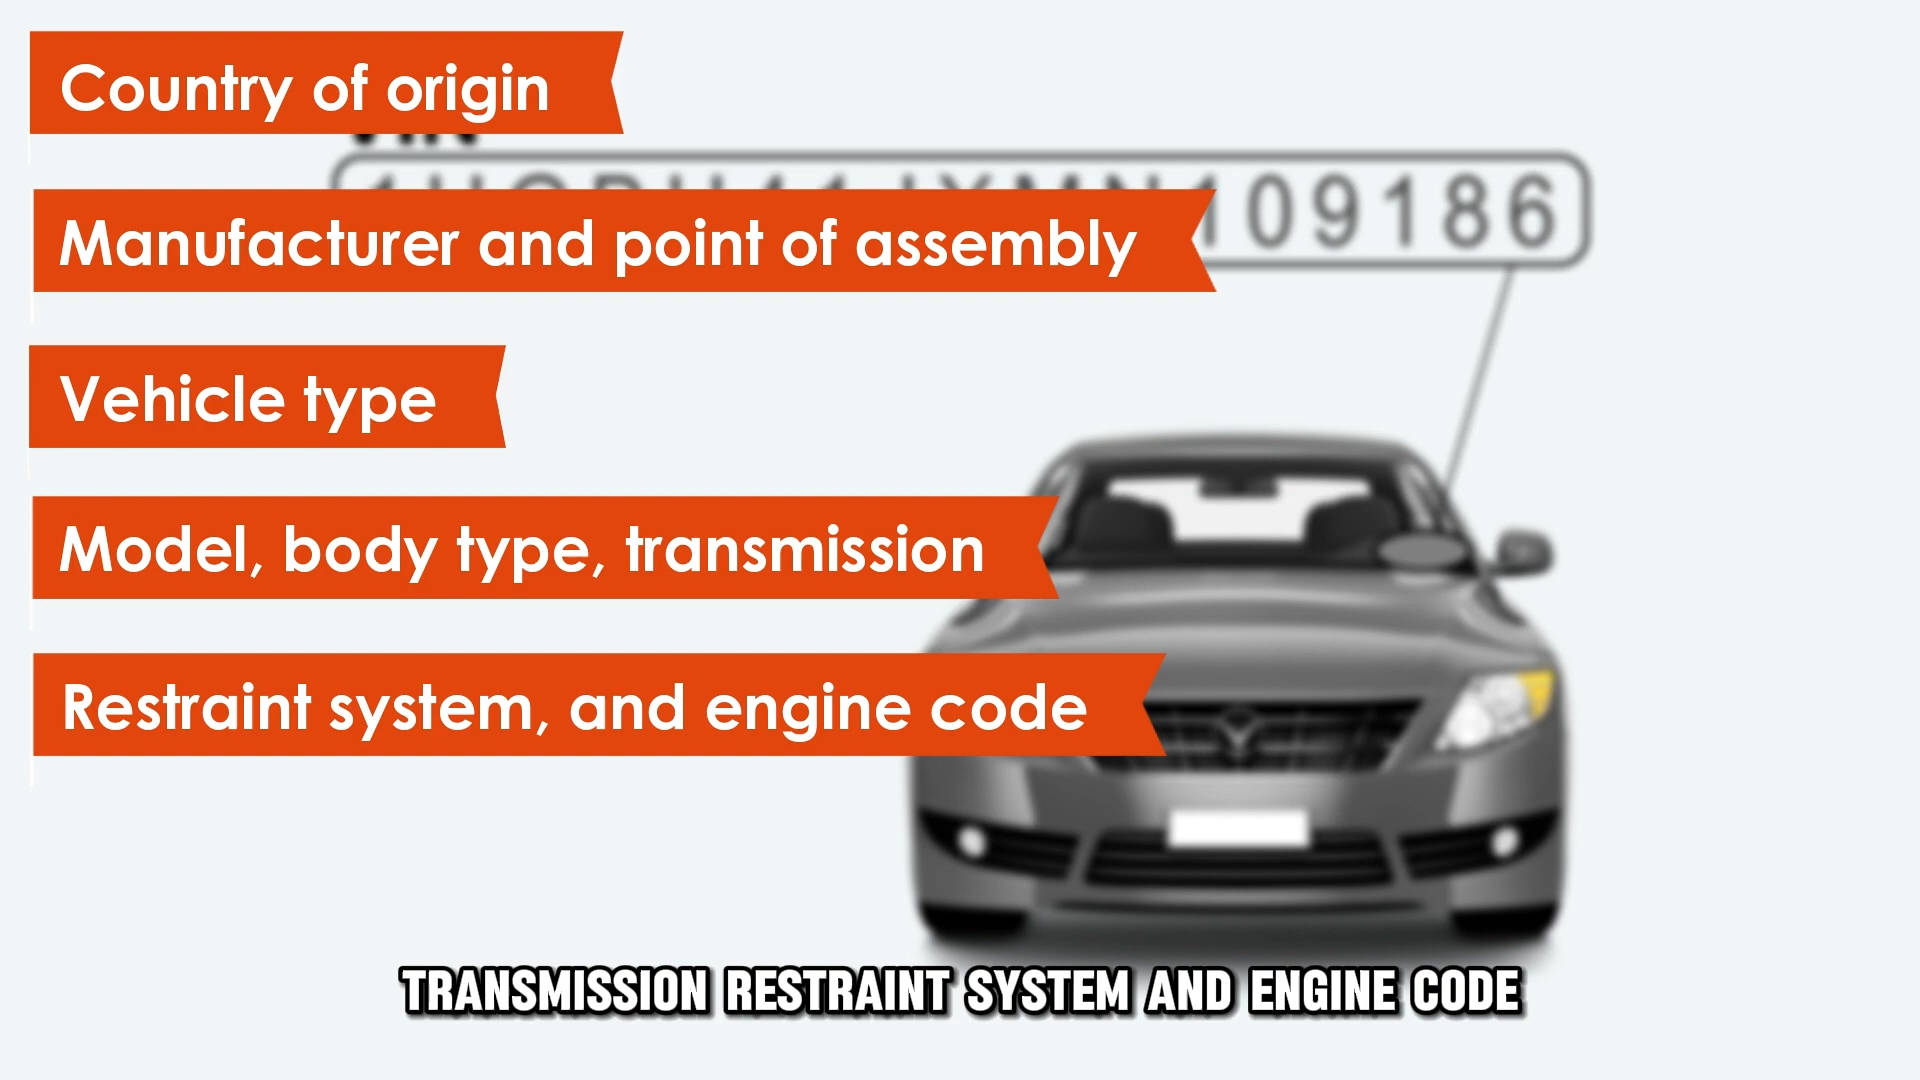 Country of origin
109186
Manufacturer and point of assembly
Vehicle type
Model, body type, transmission
Restraint system, and engine code
TRANSMISSION RESTRAINT SYSTEM AND ENGINE CODE